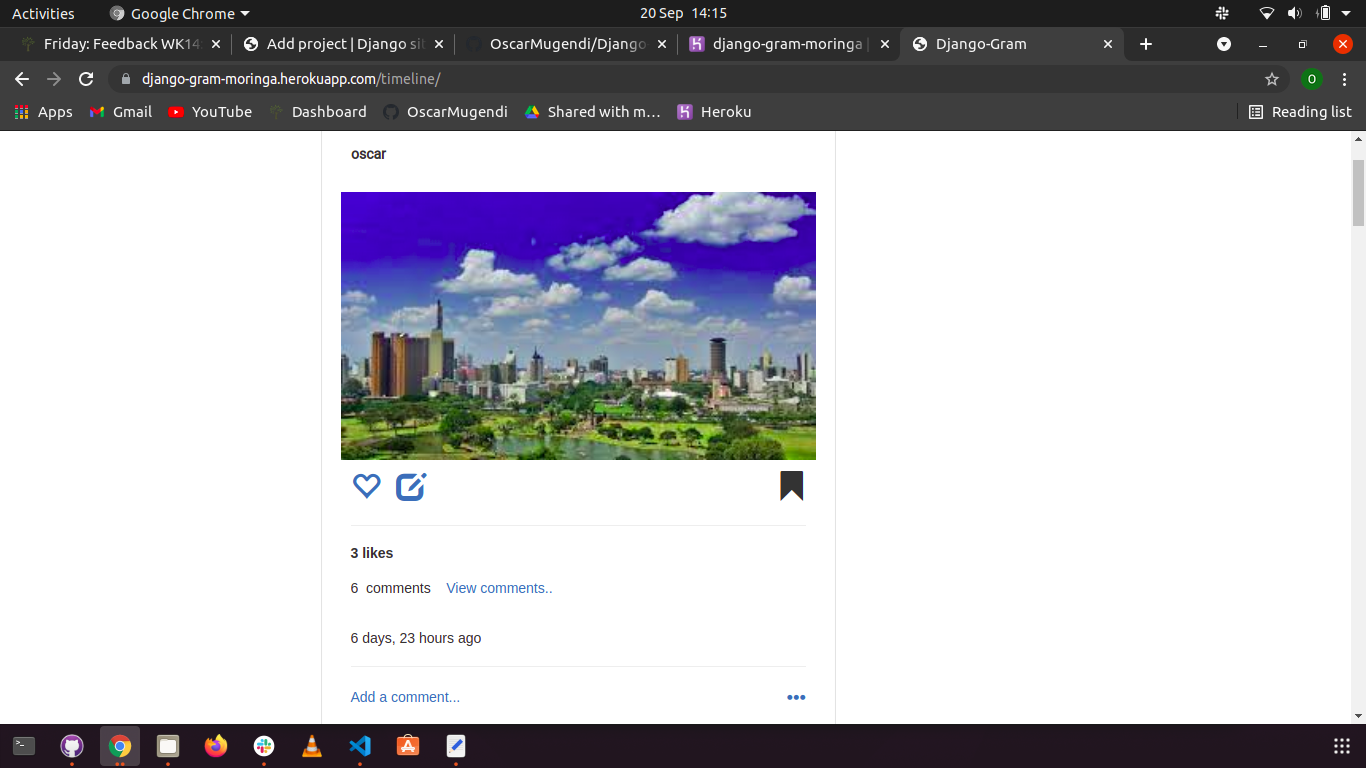 Activities Google Chrome 20 Sep 14:15
Friday: Feedback WK14 Add project | Django sit OscarMugendi/Django django-gram-moringa | Django-Gram
django-gram-moringa.herokuapp.com/timeline/ O
Apps Gmail YouTube Dashboard OscarMugendi Shared with m… Heroku Reading list
oscar
3 likes
6 comments View comments..
6 days, 23 hours ago
Add a comment...